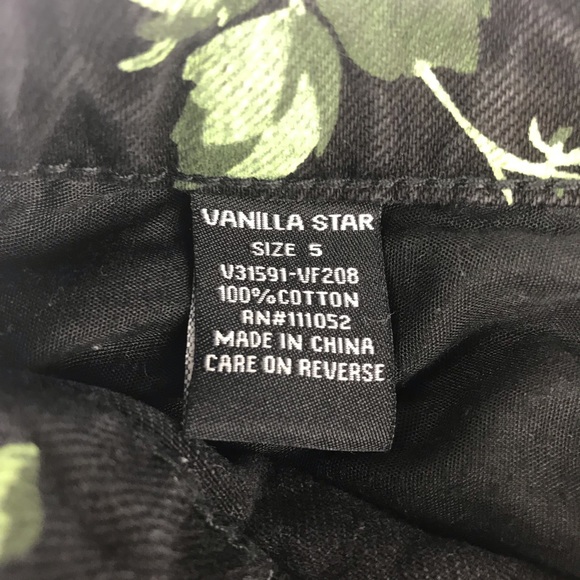 VANILLA STAR
SIZE 5
V31591-VF208
100%COTTON
RN#111052
MADE IN CHINA
CARE ON REVERSE